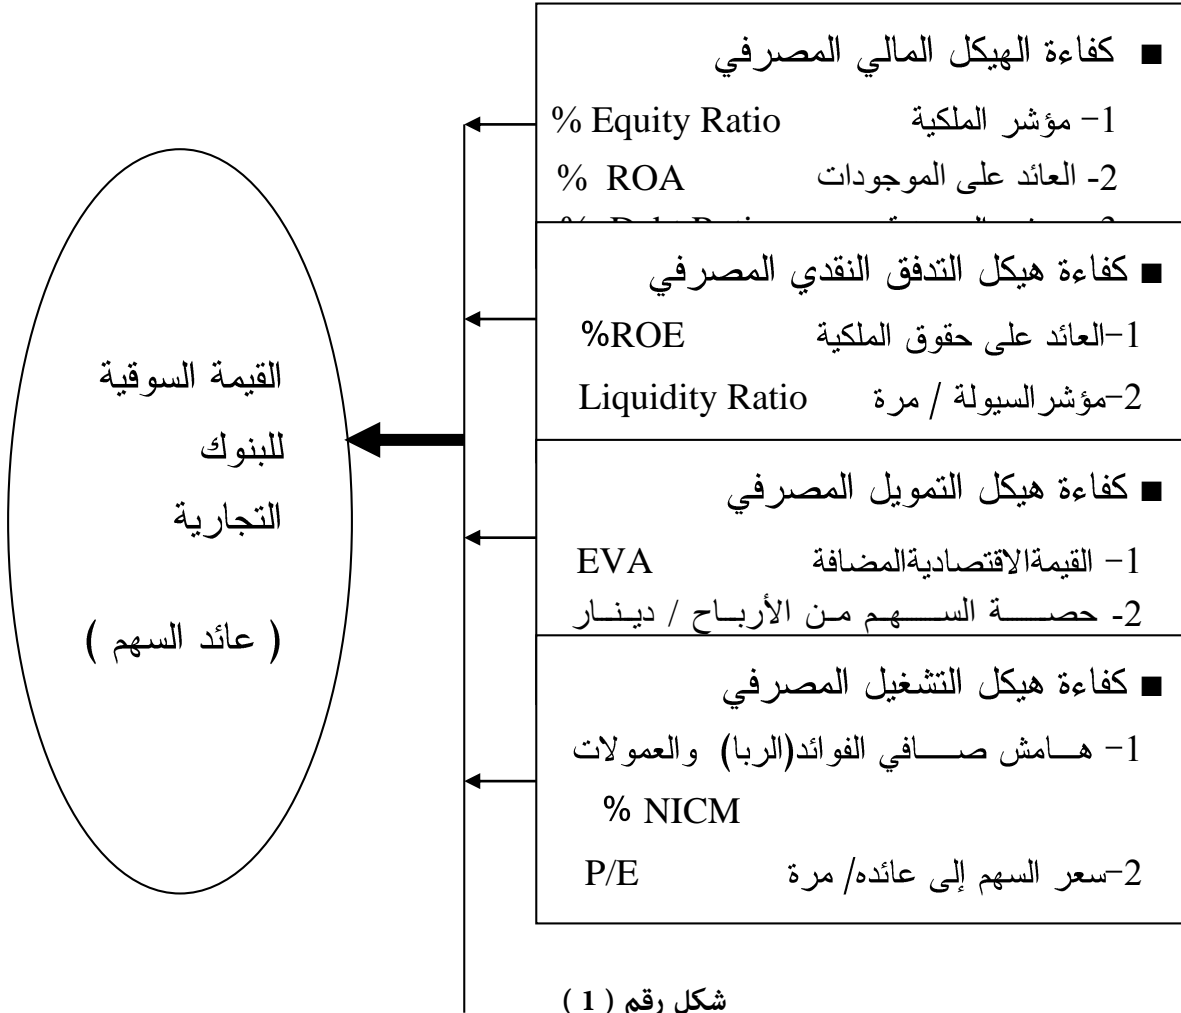 ■ كفاءة الهيكل المالي المصرفي
1- مؤشر الملكية Equity Ratio %
2- العائد على الموجودات ROA %
■ كفاءة هيكل التدفق النقدي المصرفي
1-العائد على حقوق الملكية ROE%
2-مؤشر السيولة / مرة Liquidity Ratio
■ كفاءة هيكل التمويل المصرفي
1- القيمةالاقتصاديةالمضافة EVA
2- حصة السهم من الأرباح / دينار
■ كفاءة هيكل التشغيل المصرفي
1- هامش صافي الفوائد(الربا) والعمولات
NICM %
2-سعر السهم إلى عائده/ مرة P/E
القيمة السوقية
للبنوك
التجارية
( عائد السهم )
شكل رقم ( 1 )